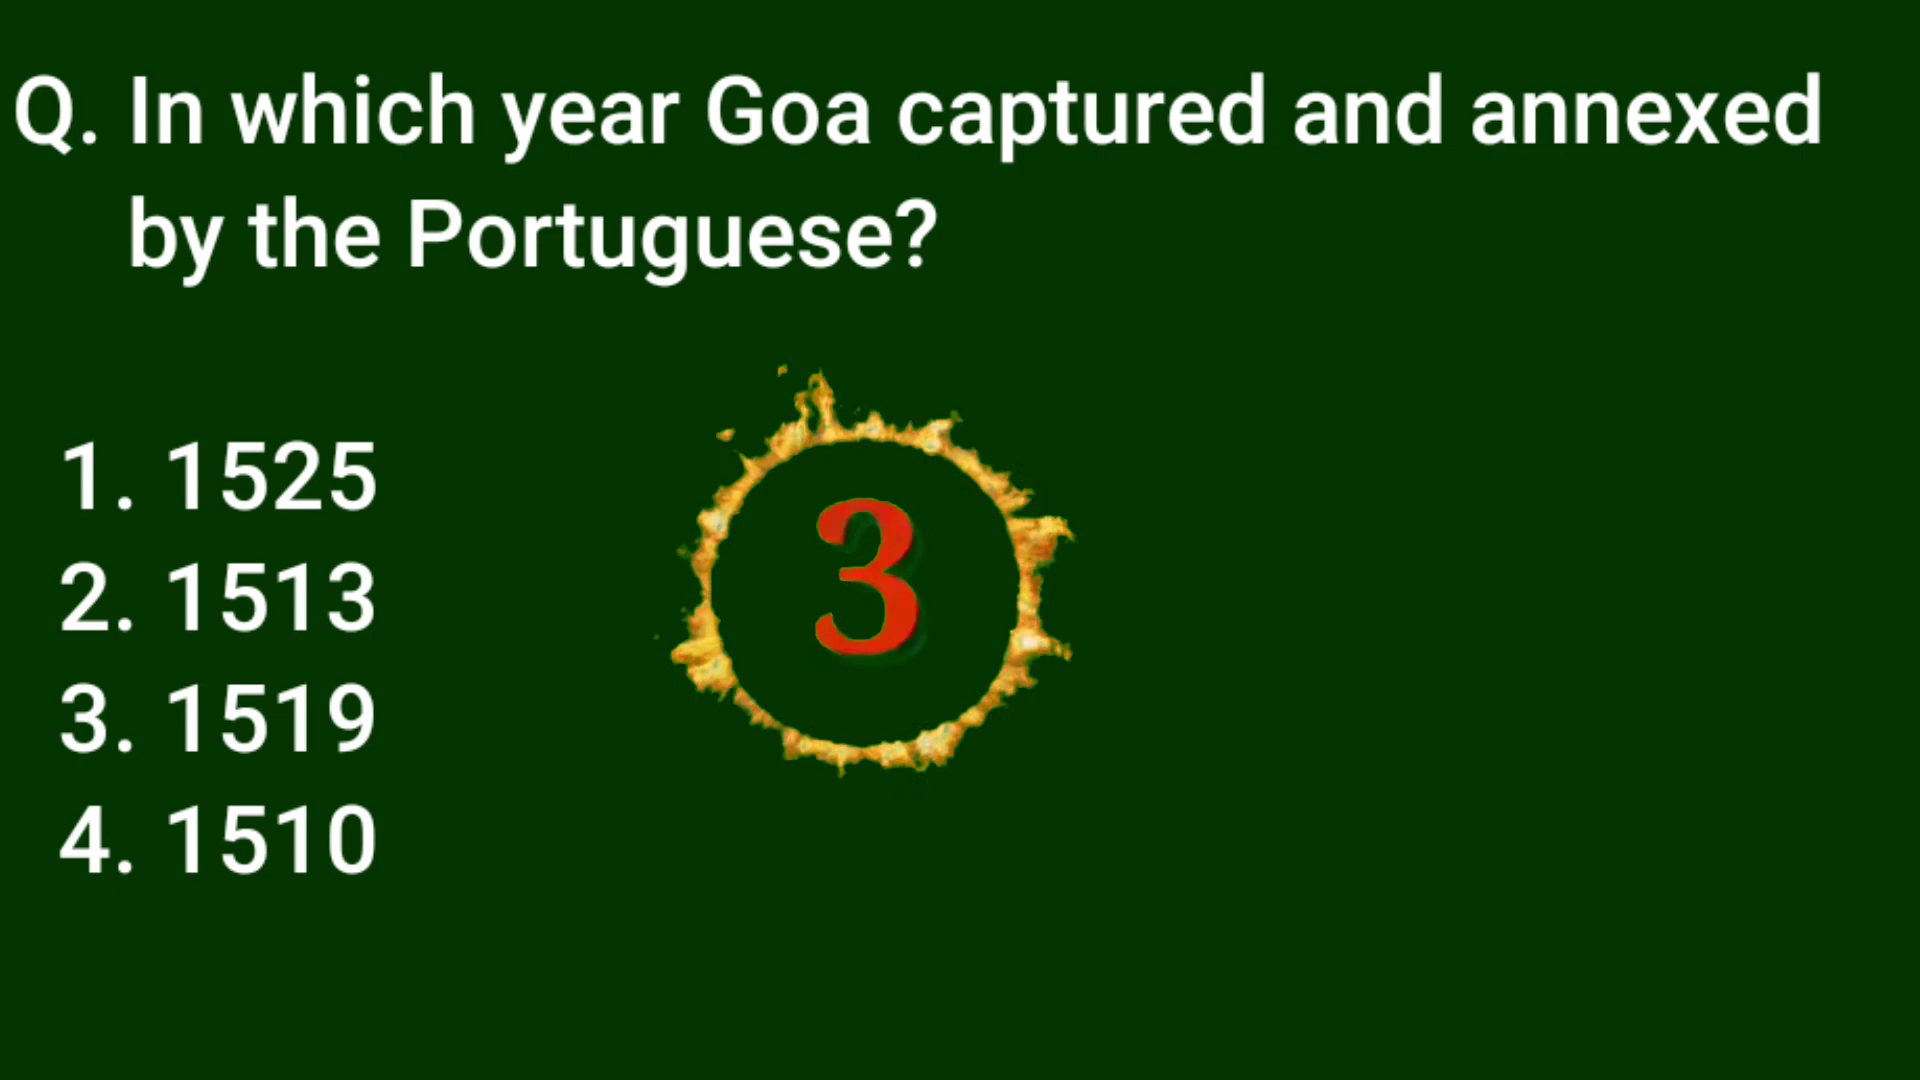 Q. In which year Goa captured and annexed
by the Portuguese?
1. 1525
2. 1513
3. 1519
4. 1510
3